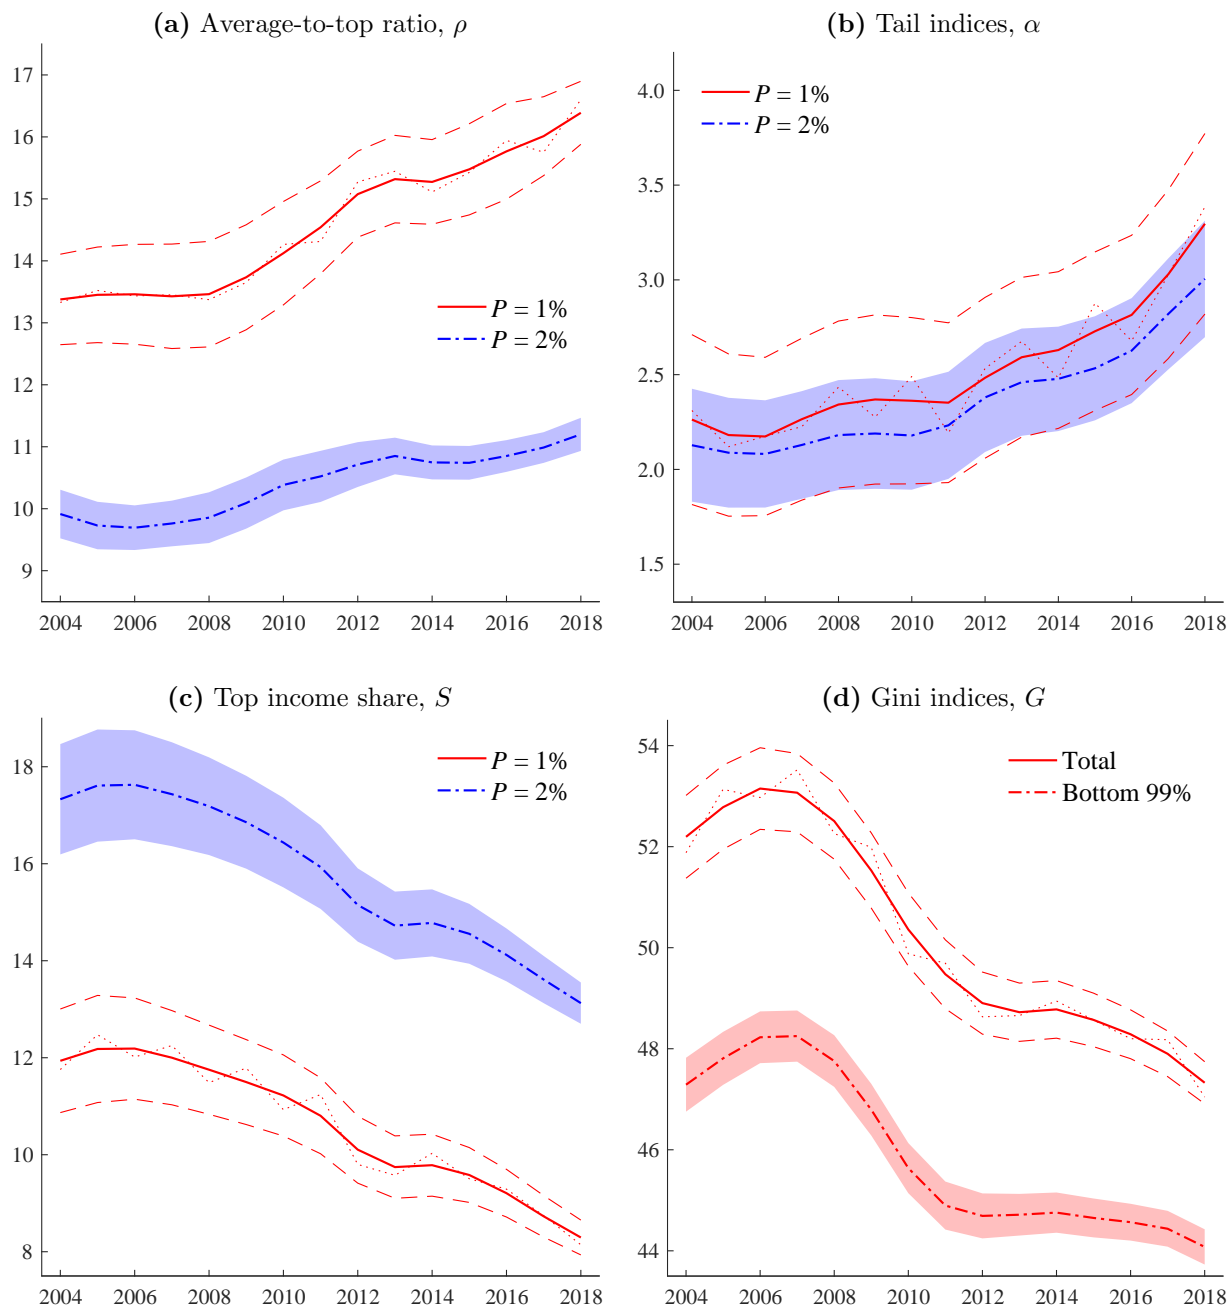 (a) Average-to-top ratio, ρ
17
16
15
14
13
12
11
10
9
P = 1%
P = 2%
2004 2006 2008 2010 2012 2014 2016 2018
(b) Tail indices, α
4.0
3.5
3.0
2.5
2.0
1.5
P = 1%
P = 2%
2004 2006 2008 2010 2012 2014 2016 2018
(c) Top income share, S
18
16
14
12
10
8
P = 1%
P = 2%
2004 2006 2008 2010 2012 2014 2016 2018
(d) Gini indices, G
54
52
50
48
46
44
Total
Bottom 99%
2004 2006 2008 2010 2012 2014 2016 2018